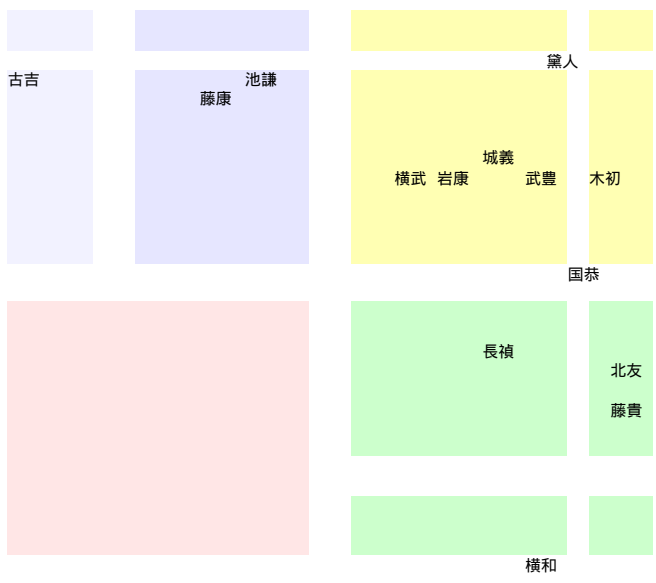 黛人
古吉
池謙
藤康
城義
横武
岩康
武豊
木初
国恭
長禎
北友
藤貴
横和